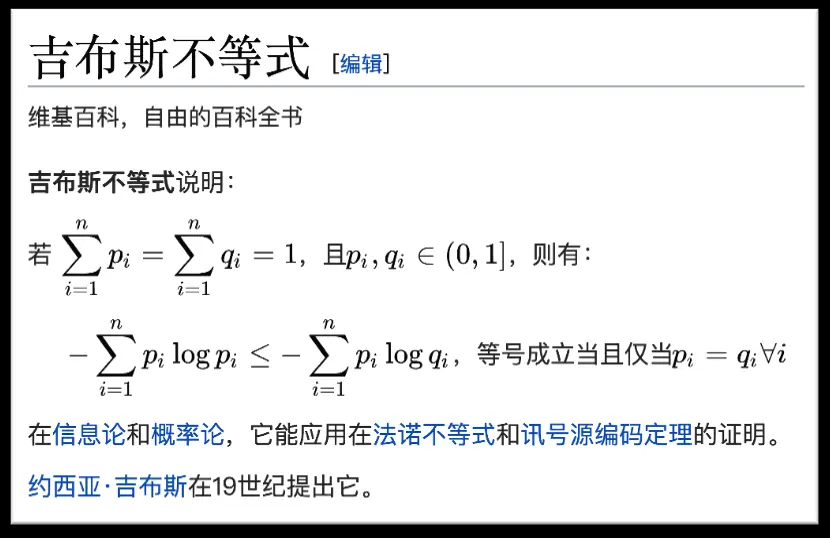 吉布斯不等式 [编辑]
维基百科，自由的百科全书
吉布斯不等式说明：
若 $\sum_{i=1}^{n} p_i = \sum_{i=1}^{n} q_i = 1$，且$p_i, q_i \in (0, 1]$，则有：
$-\sum_{i=1}^{n} p_i \log p_i \leq -\sum_{i=1}^{n} p_i \log q_i$，等号成立当且仅当$p_i = q_i \forall i$
在信息论和概率论，它能应用在法诺不等式和讯号源编码定理的证明。
约西亚·吉布斯在19世纪提出它。